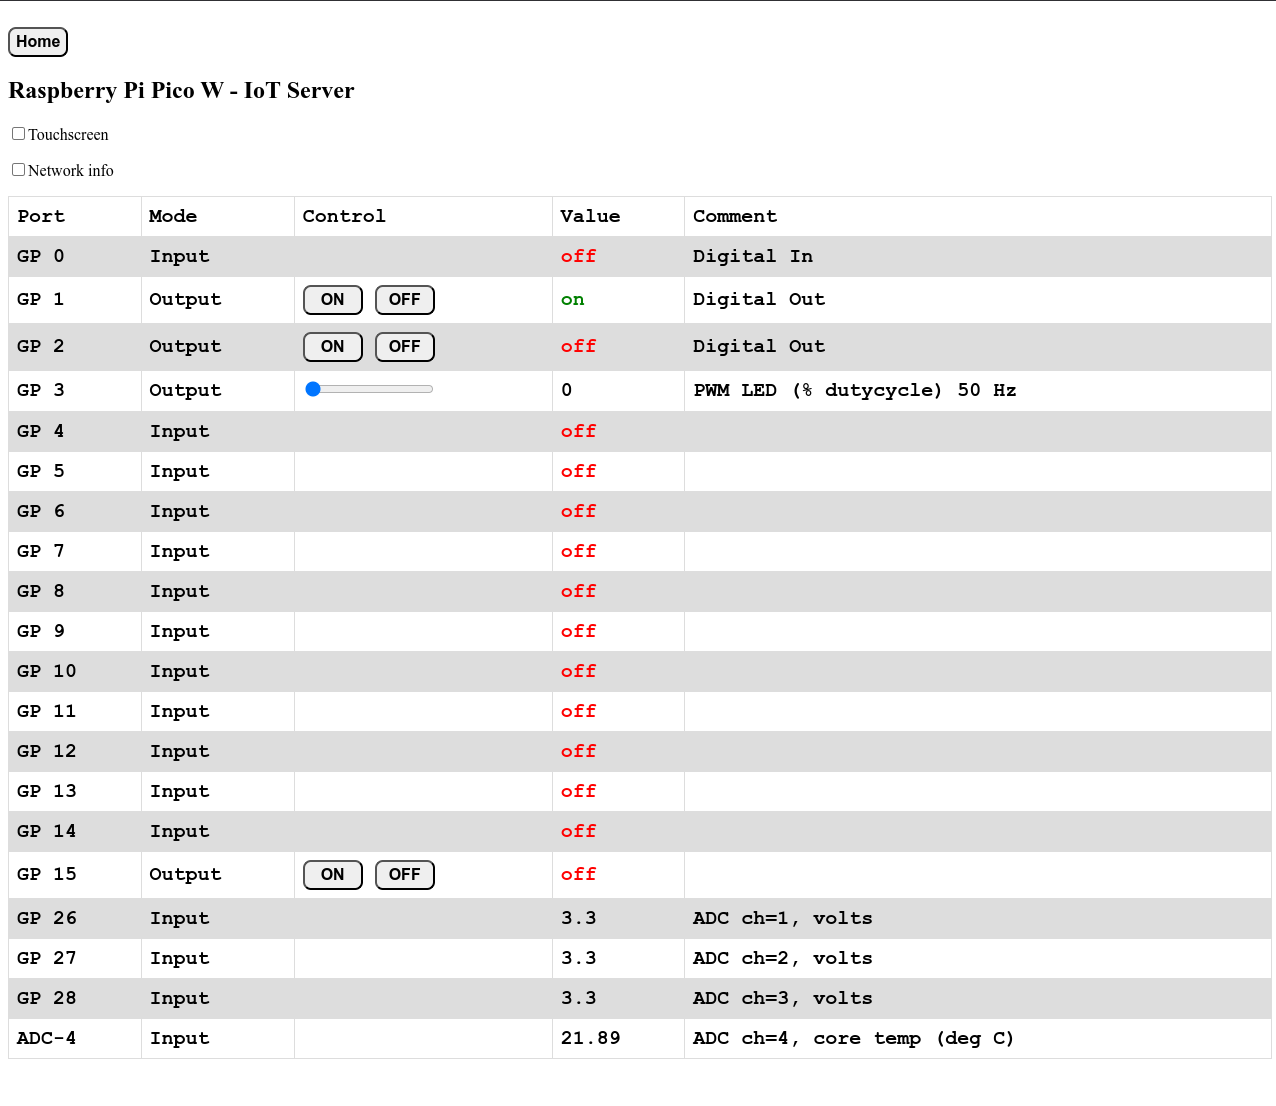 Home
Raspberry Pi Pico W - IoT Server
Touchscreen
Network info
Port Mode Control Value Comment
GP 0 Input off Digital In
GP 1 Output ON OFF on Digital Out
GP 2 Output ON OFF off Digital Out
GP 3 Output 0 PWM LED (% dutycycle) 50 Hz
GP 4 Input off
GP 5 Input off
GP 6 Input off
GP 7 Input off
GP 8 Input off
GP 9 Input off
GP 10 Input off
GP 11 Input off
GP 12 Input off
GP 13 Input off
GP 14 Input off
GP 15 Output ON OFF off
GP 26 Input 3.3 ADC ch=1, volts
GP 27 Input 3.3 ADC ch=2, volts
GP 28 Input 3.3 ADC ch=3, volts
ADC-4 Input 21.89 ADC ch=4, core temp (deg C)